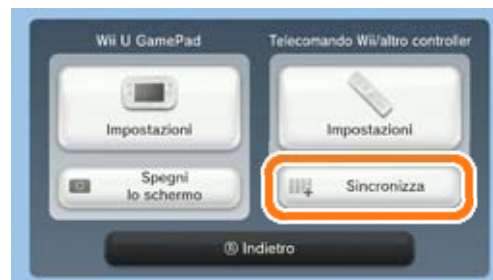 Wii U GamePad
Telecomando Wii/altro controller
Impostazioni
Impostazioni
Spegni
lo schermo
Sincronizza
Ⓑ Indietro